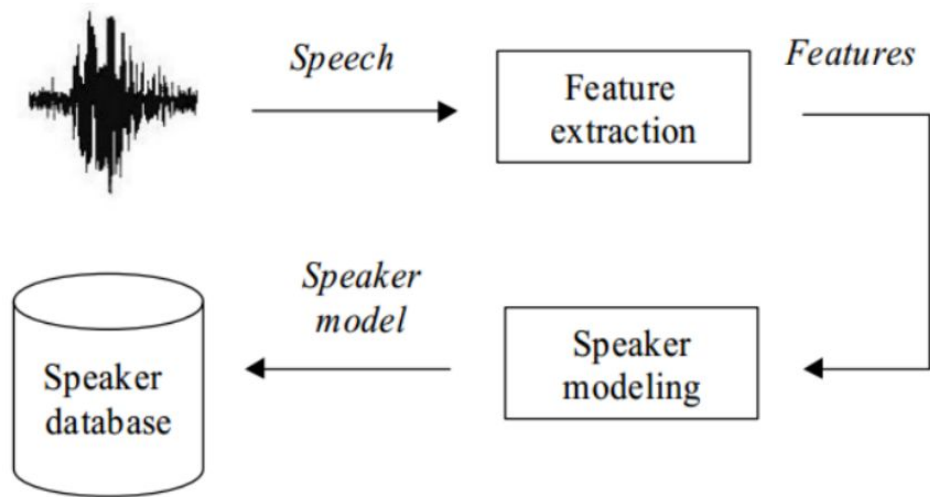 Speech
Feature
extraction
Features
Speaker
modeling
Speaker
model
Speaker
database